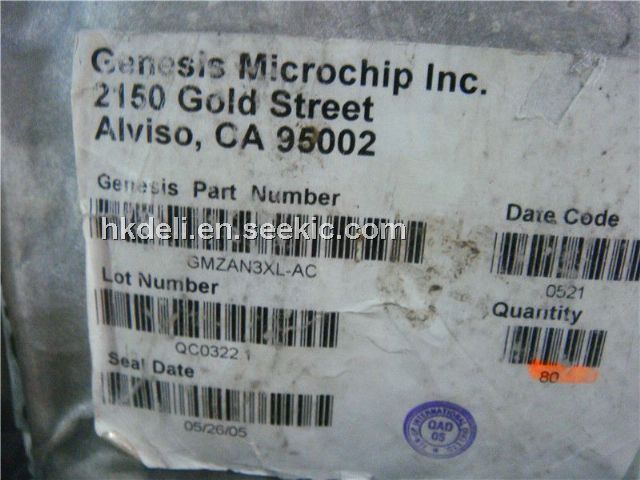 Genesis Microchip Inc.
2150 Gold Street
Alviso, CA 95002
Genesis Part Number
GMZAN3XL-AC
Date Code
0521
Lot Number
QC0322.1
Quantity
80
Seal Date
05/26/05
INTERNATIONAL
QAD
05
hkdeli.en.seekic.com